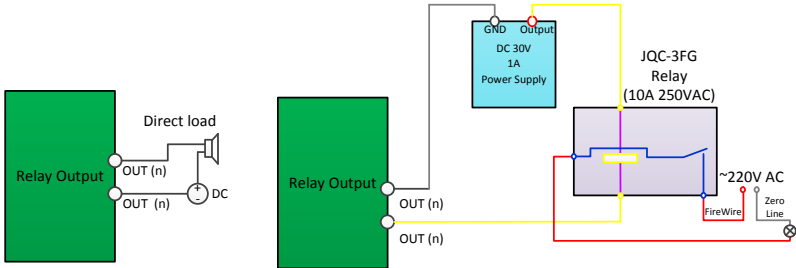 Direct load
Relay Output
OUT (n)
+
-
DC
OUT (n)
GND
Output
DC 30V
1A
Power Supply
JQC-3FG
Relay
(10A 250VAC)
Relay Output
OUT (n)
OUT (n)
~220V AC
FireWire
Zero
Line